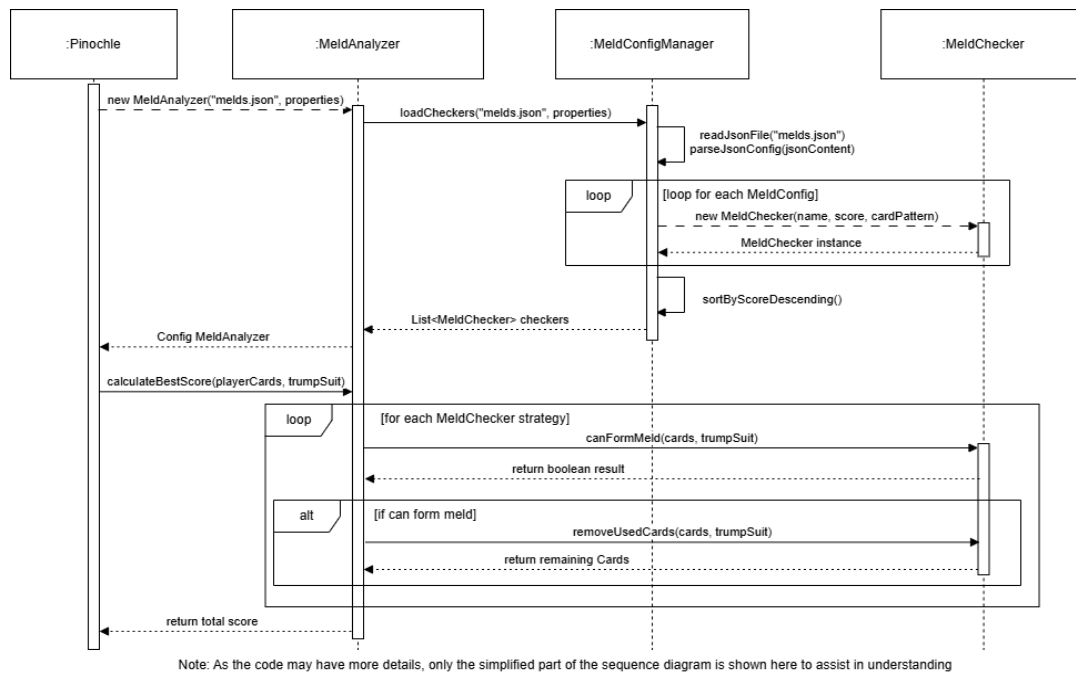 :Pinochle
:MeldAnalyzer
:MeldConfigManager
:MeldChecker
new MeldAnalyzer("melds.json", properties)
loadCheckers("melds.json", properties)
readJsonFile("melds.json")
parseJsonConfig(jsonContent)
loop
[loop for each MeldConfig]
new MeldChecker(name, score, cardPattern)
MeldChecker instance
sortByScoreDescending()
List<MeldChecker> checkers
Config MeldAnalyzer
calculateBestScore(playerCards, trumpSuit)
loop
[for each MeldChecker strategy]
canFormMeld(cards, trumpSuit)
return boolean result
alt
[if can form meld]
removeUsedCards(cards, trumpSuit)
return remaining Cards
return total score
Note: As the code may have more details, only the simplified part of the sequence diagram is shown here to assist in understanding